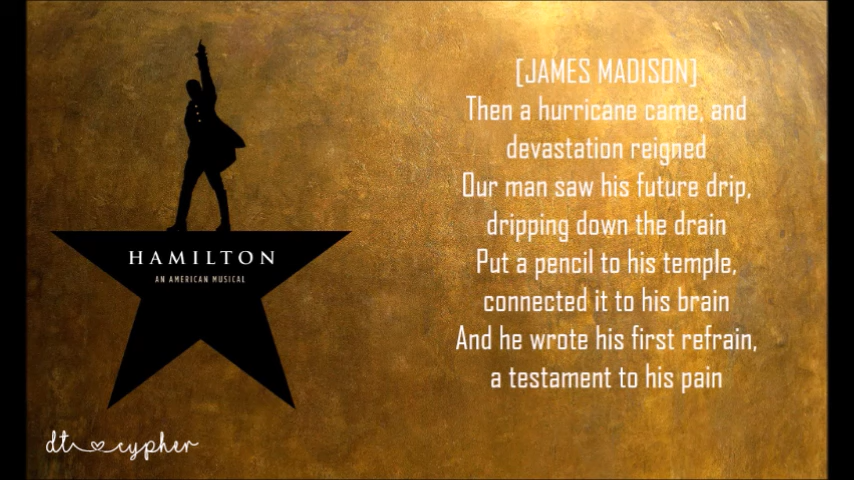 HAMILTON
AN AMERICAN MUSICAL
dt cypher
[JAMES MADISON]
Then a hurricane came, and
devastation reigned
Our man saw his future drip,
dripping down the drain
Put a pencil to his temple,
connected it to his brain
And he wrote his first refrain,
a testament to his pain